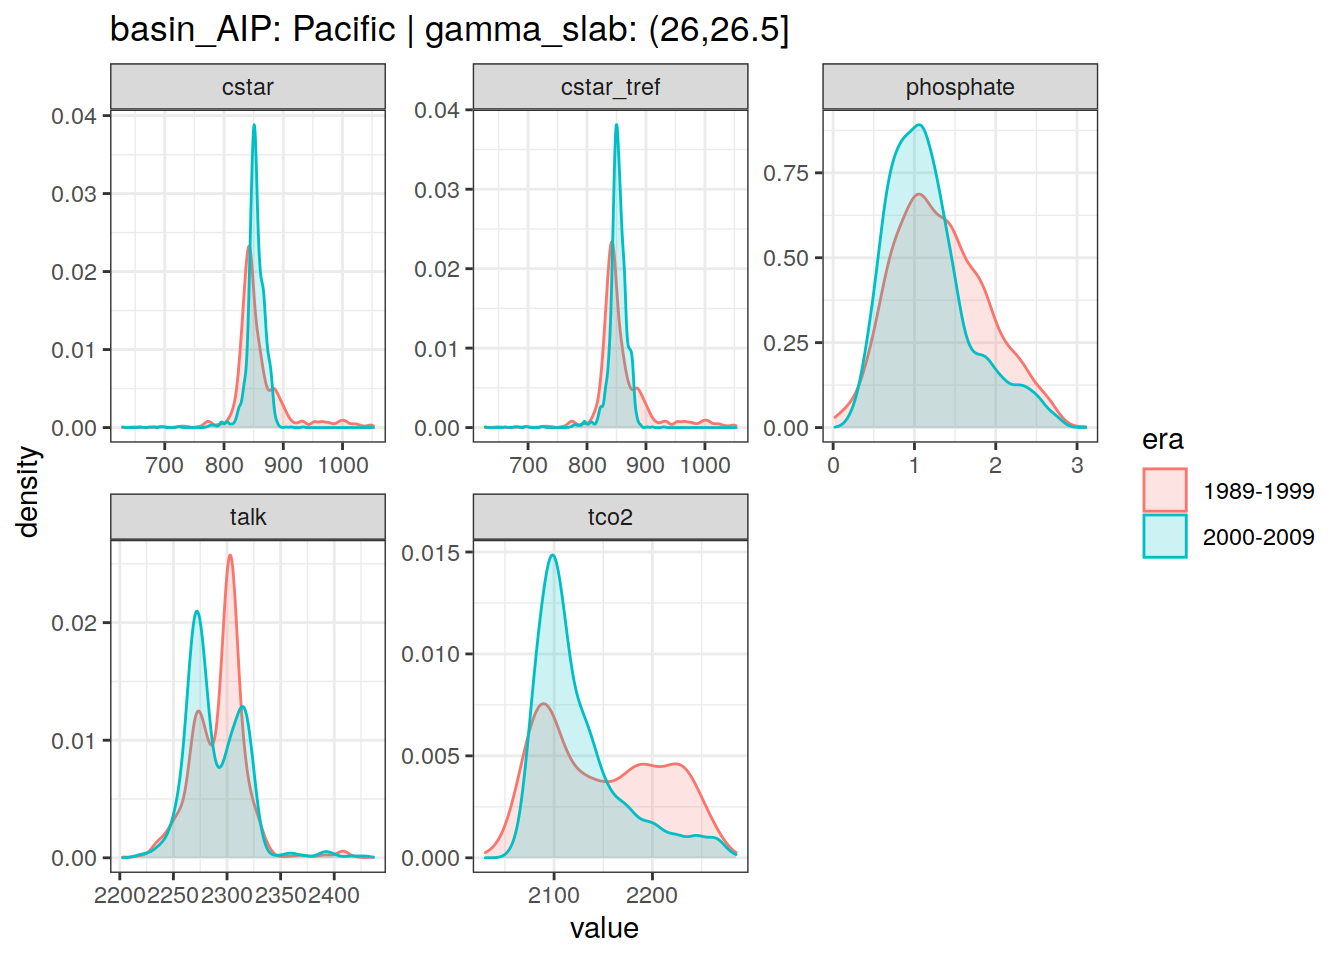 basin_AIP: Pacific | gamma_slab: (26,26.5]
cstar
cstar_tref
phosphate
0.04
0.03
0.02
0.01
0.00
700 800 900 1000
0.04
0.03
0.02
0.01
0.00
700 800 900 1000
0.75
0.50
0.25
0.00
0 1 2 3
talk
tco2
0.02
0.01
0.00
2200 2250 2300 2350 2400
0.015
0.010
0.005
0.000
2100 2200
density
value
era
1989-1999
2000-2009